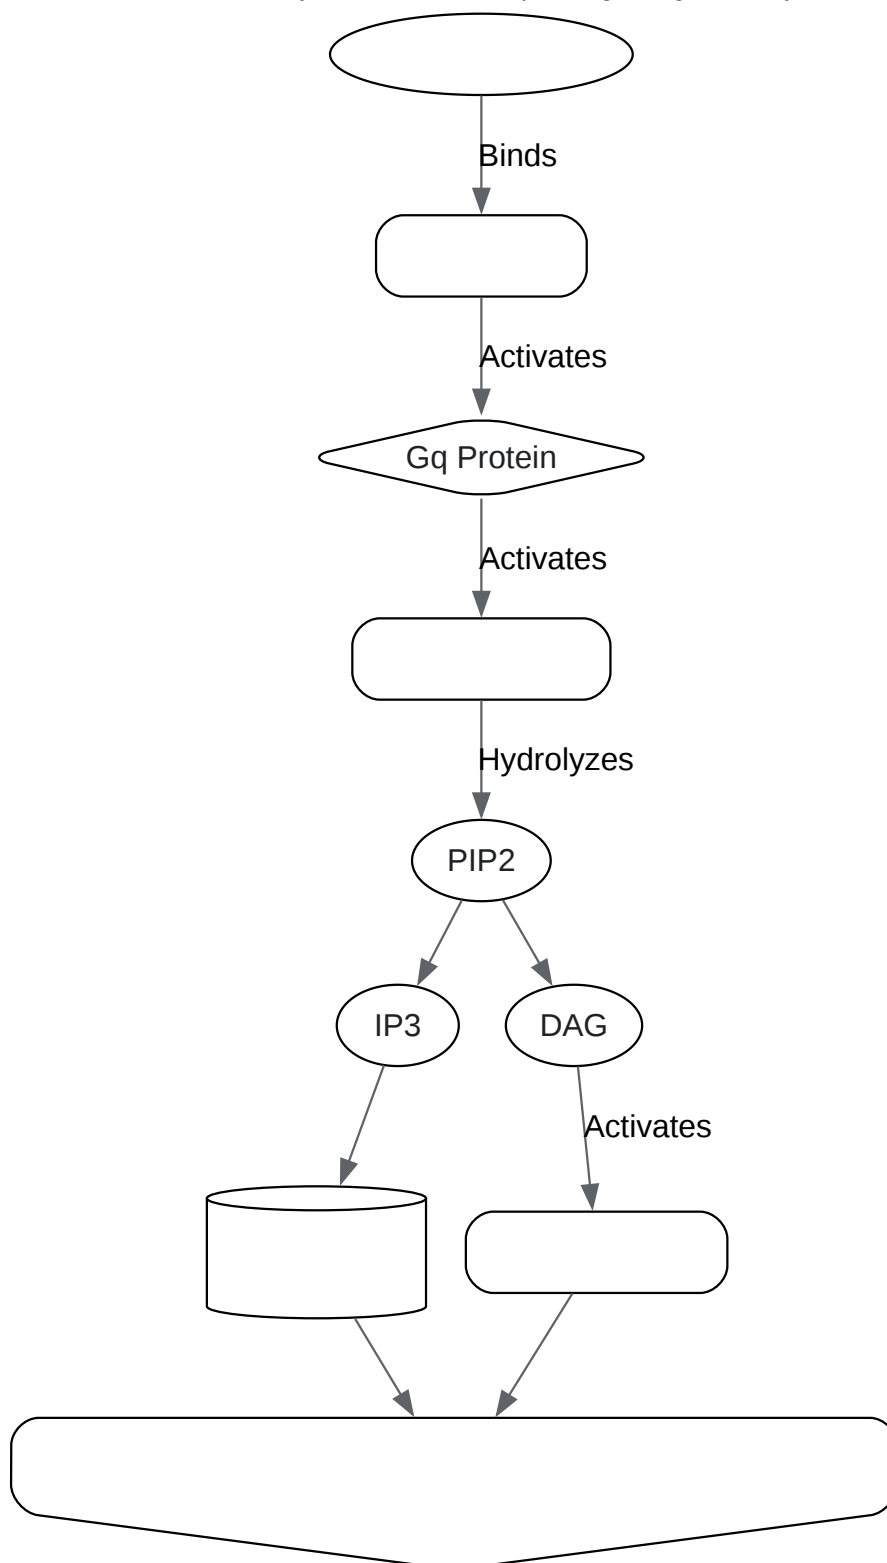 Binds
Activates
Gq Protein
Activates
Hydrolyzes
PIP2
IP3
DAG
Activates